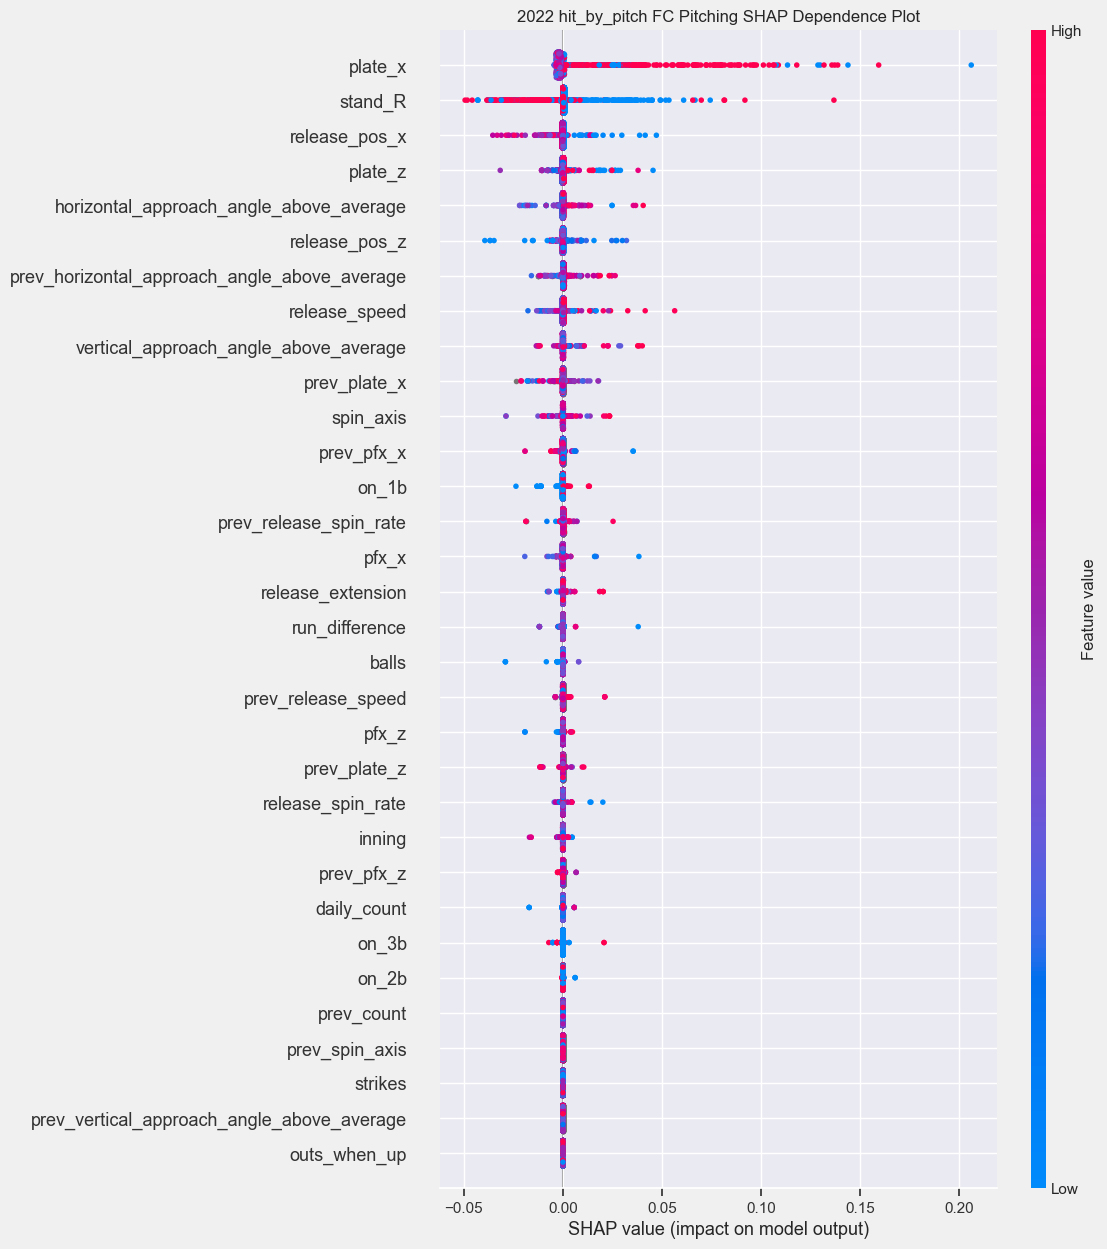 2022 hit_by_pitch FC Pitching SHAP Dependence Plot
High
plate_x
stand_R
release_pos_x
plate_z
horizontal_approach_angle_above_average
release_pos_z
prev_horizontal_approach_angle_above_average
release_speed
vertical_approach_angle_above_average
prev_plate_x
spin_axis
prev_pfx_x
on_1b
prev_release_spin_rate
pfx_x
release_extension
run_difference
balls
prev_release_speed
pfx_z
prev_plate_z
release_spin_rate
inning
prev_pfx_z
daily_count
on_3b
on_2b
prev_count
prev_spin_axis
strikes
prev_vertical_approach_angle_above_average
outs_when_up
Feature value
Low
−0.05 0.00 0.05 0.10 0.15 0.20
SHAP value (impact on model output)